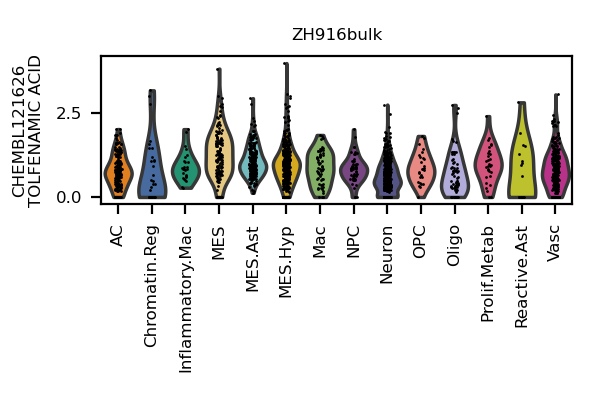 ZH916bulk
CHEMBL121626
TOLFENAMIC ACID
2.5
0.0
AC
Chromatin.Reg
Inflammatory.Mac
MES
MES.Ast
MES.Hyp
Mac
NPC
Neuron
OPC
Oligo
Prolif.Metab
Reactive.Ast
Vasc